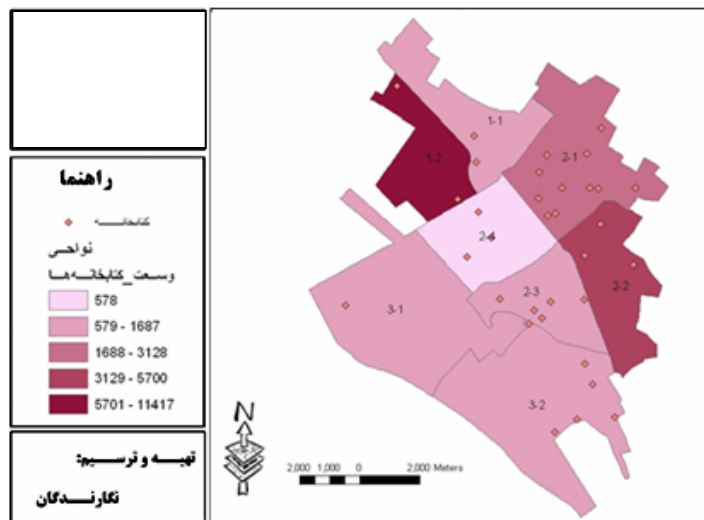 راهنما
کتابخانه
نواحی
وسعت_کتابخانه‌ها
578
579 - 1687
1688 - 3128
3129 - 5700
5701 - 11417
تهیه و ترسیم:
نگارندگان
1-1
1-2
2-1
2-4
2-2
2-3
3-1
3-2
N
2,000 1,000 0 2,000 Meters